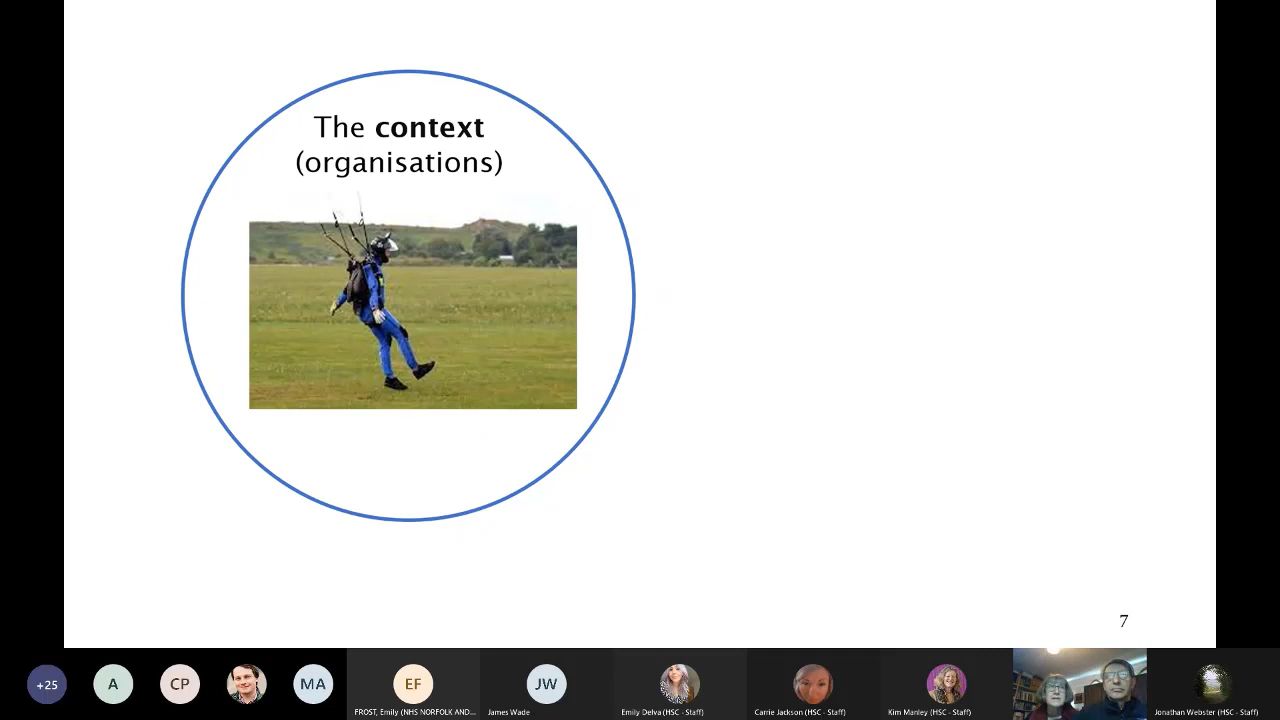 The context
(organisations)
7
+25
A
CP
MA
EF
JW
FROST, Emily (NHS NORFOLK AND...
James Wade
Emily Delva (HSC - Staff)
Carrie Jackson (HSC - Staff)
Kim Manley (HSC - Staff)
Jonathan Webster (HSC - Staff)